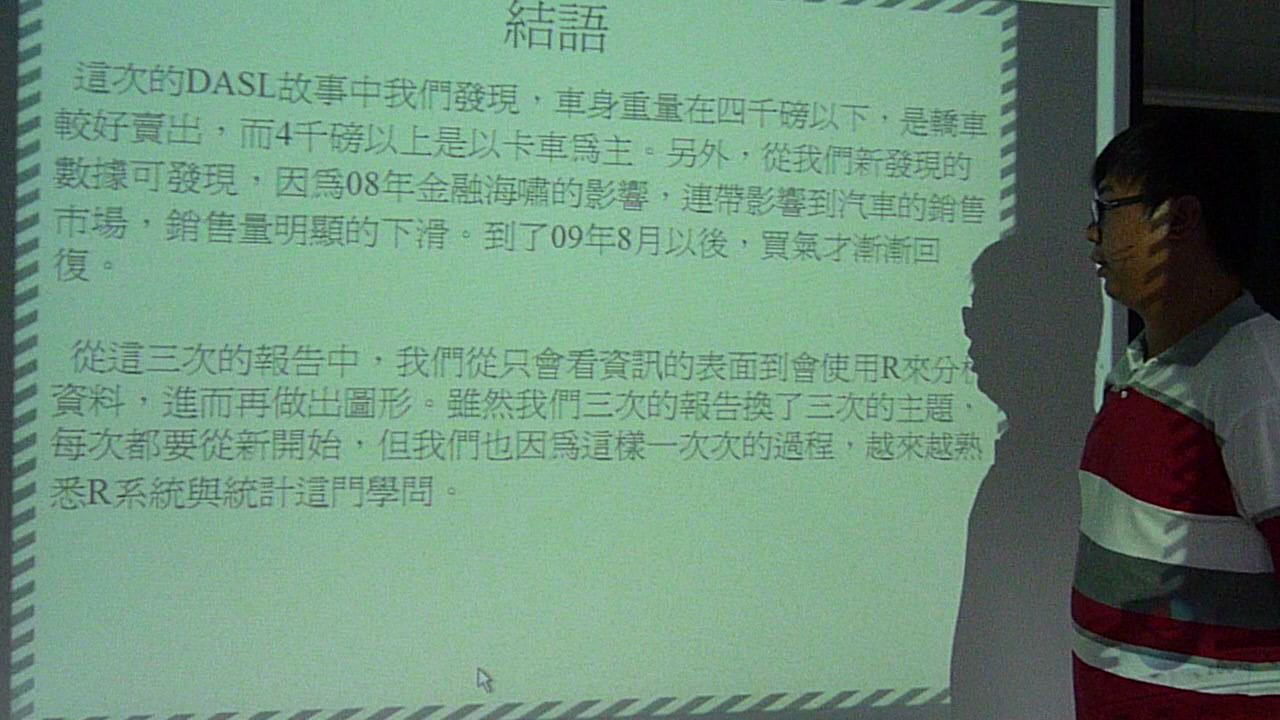 結語
這次的DASL故事中我們發現，車身重量在四千磅以下，是轎車
較好賣出，而4千磅以上是以卡車為主。另外，從我們新發現的
數據可發現，因為08年金融海嘯的影響，連帶影響到汽車的銷售
市場，銷售量明顯的下滑。到了09年8月以後，買氣才漸漸回
復。
從這三次的報告中，我們從只會看資訊的表面到會使用R來分
資料，進而再做出圖形。雖然我們三次的報告換了三次的主題，
每次都要從新開始，但我們也因為這樣一次次的過程，越來越熟
悉R系統與統計這門學問。